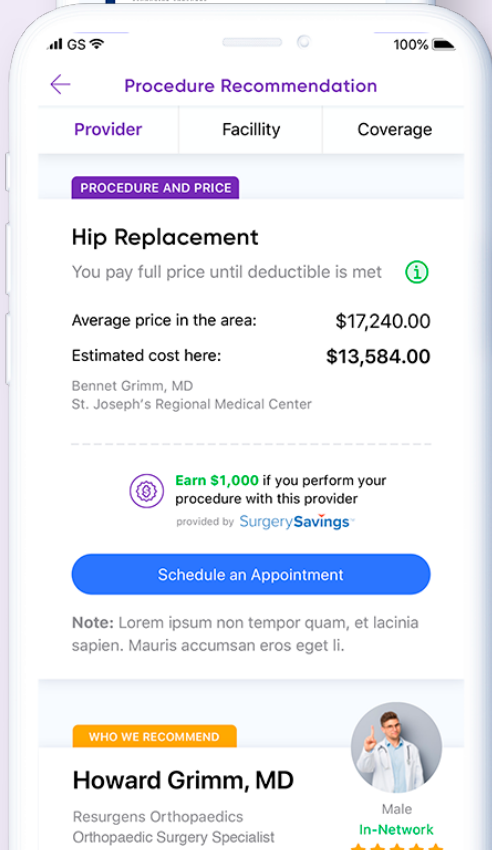 GS
100%
Procedure Recommendation
Provider
Facillity
Coverage
PROCEDURE AND PRICE
Hip Replacement
You pay full price until deductible is met
Average price in the area:
$17,240.00
Estimated cost here:
$13,584.00
Bennet Grimm, MD
St. Joseph's Regional Medical Center
Earn $1,000 if you perform your
procedure with this provider
provided by SurgerySavings
Schedule an Appointment
Note: Lorem ipsum non tempor quam, et lacinia
sapien. Mauris accumsan eros eget li.
WHO WE RECOMMEND
Howard Grimm, MD
Resurgens Orthopaedics
Orthopaedic Surgery Specialist
Male
In-Network